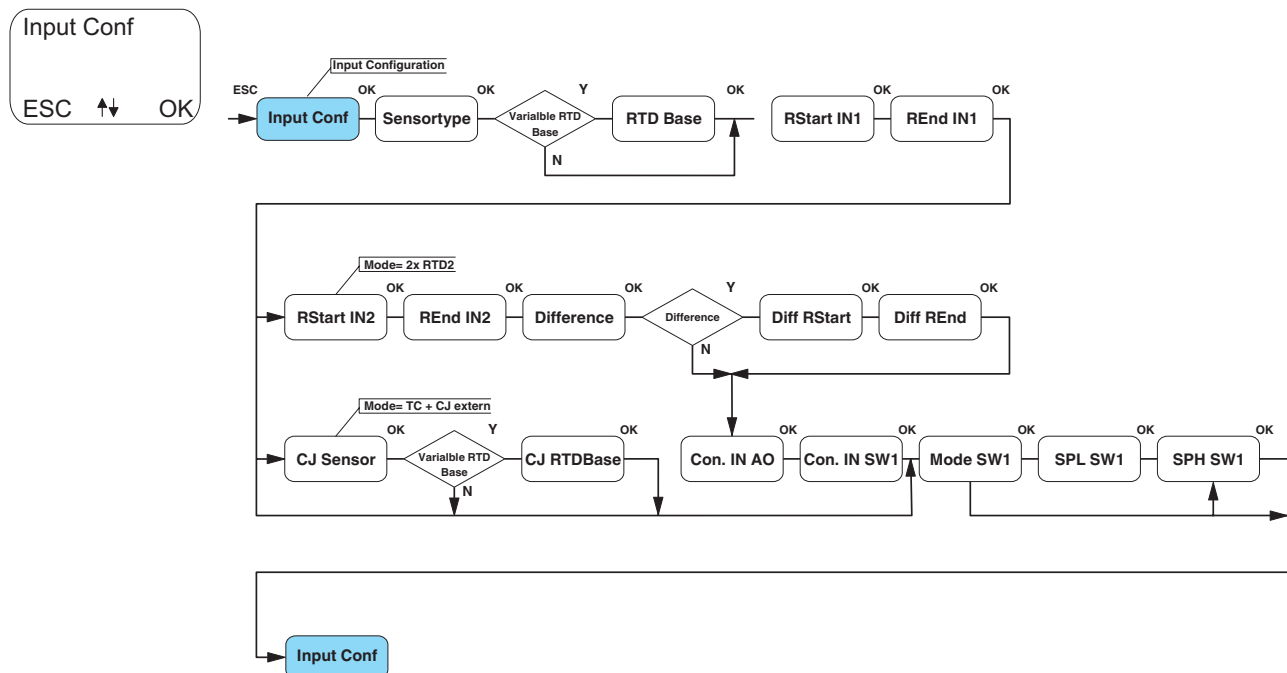 Input Conf
ESC OK
Input Configuration
ESC
Input Conf
OK
Sensortype
OK
Varialble RTD
Base
Y
N
RTD Base
OK
RStart IN1
OK
REnd IN1
OK
Mode= 2x RTD2
RStart IN2
OK
REnd IN2
OK
Difference
OK
Difference
Y
N
Diff RStart
OK
Diff REnd
OK
Mode= TC + CJ extern
CJ Sensor
OK
Varialble RTD
Base
Y
N
CJ RTDBase
OK
Con. IN AO
OK
Con. IN SW1
OK
Mode SW1
OK
SPL SW1
OK
SPH SW1
OK
Input Conf